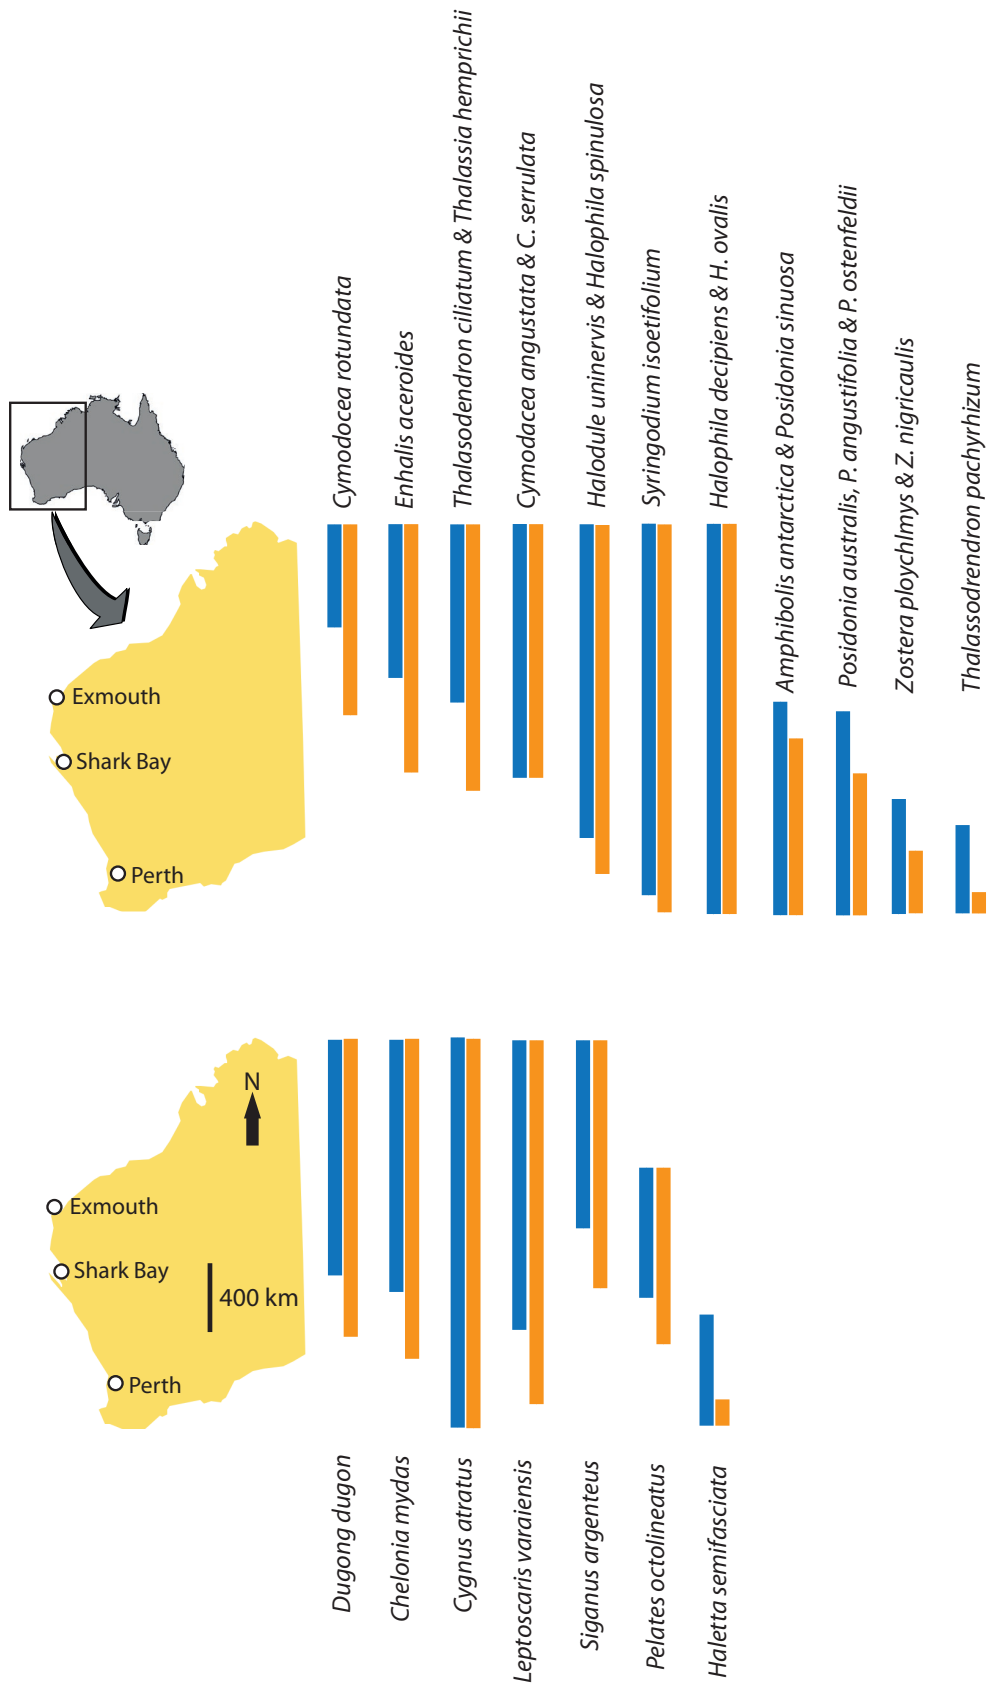 Exmouth
Shark Bay
Perth
Cymodocea rotundata
Enhalis aceroides
Thalasodendron ciliatum & Thalassia hemprichii
Cymodacea angustata & C. serrulata
Halodule uninervis & Halophila spinulosa
Syringodium isoetifolium
Halophila decipiens & H. ovalis
Amphibolis antarctica & Posidonia sinuosa
Posidonia australis, P. angustifolia & P. ostenfeldii
Zostera ploychlmys & Z. nigricaulis
Thalassodrendron pachyrhizum
N
Exmouth
Shark Bay
400 km
Perth
Dugong dugon
Chelonia mydas
Cygnus atratus
Leptoscaris varaiensis
Siganus argenteus
Pelates octolineatus
Haletta semifasciata